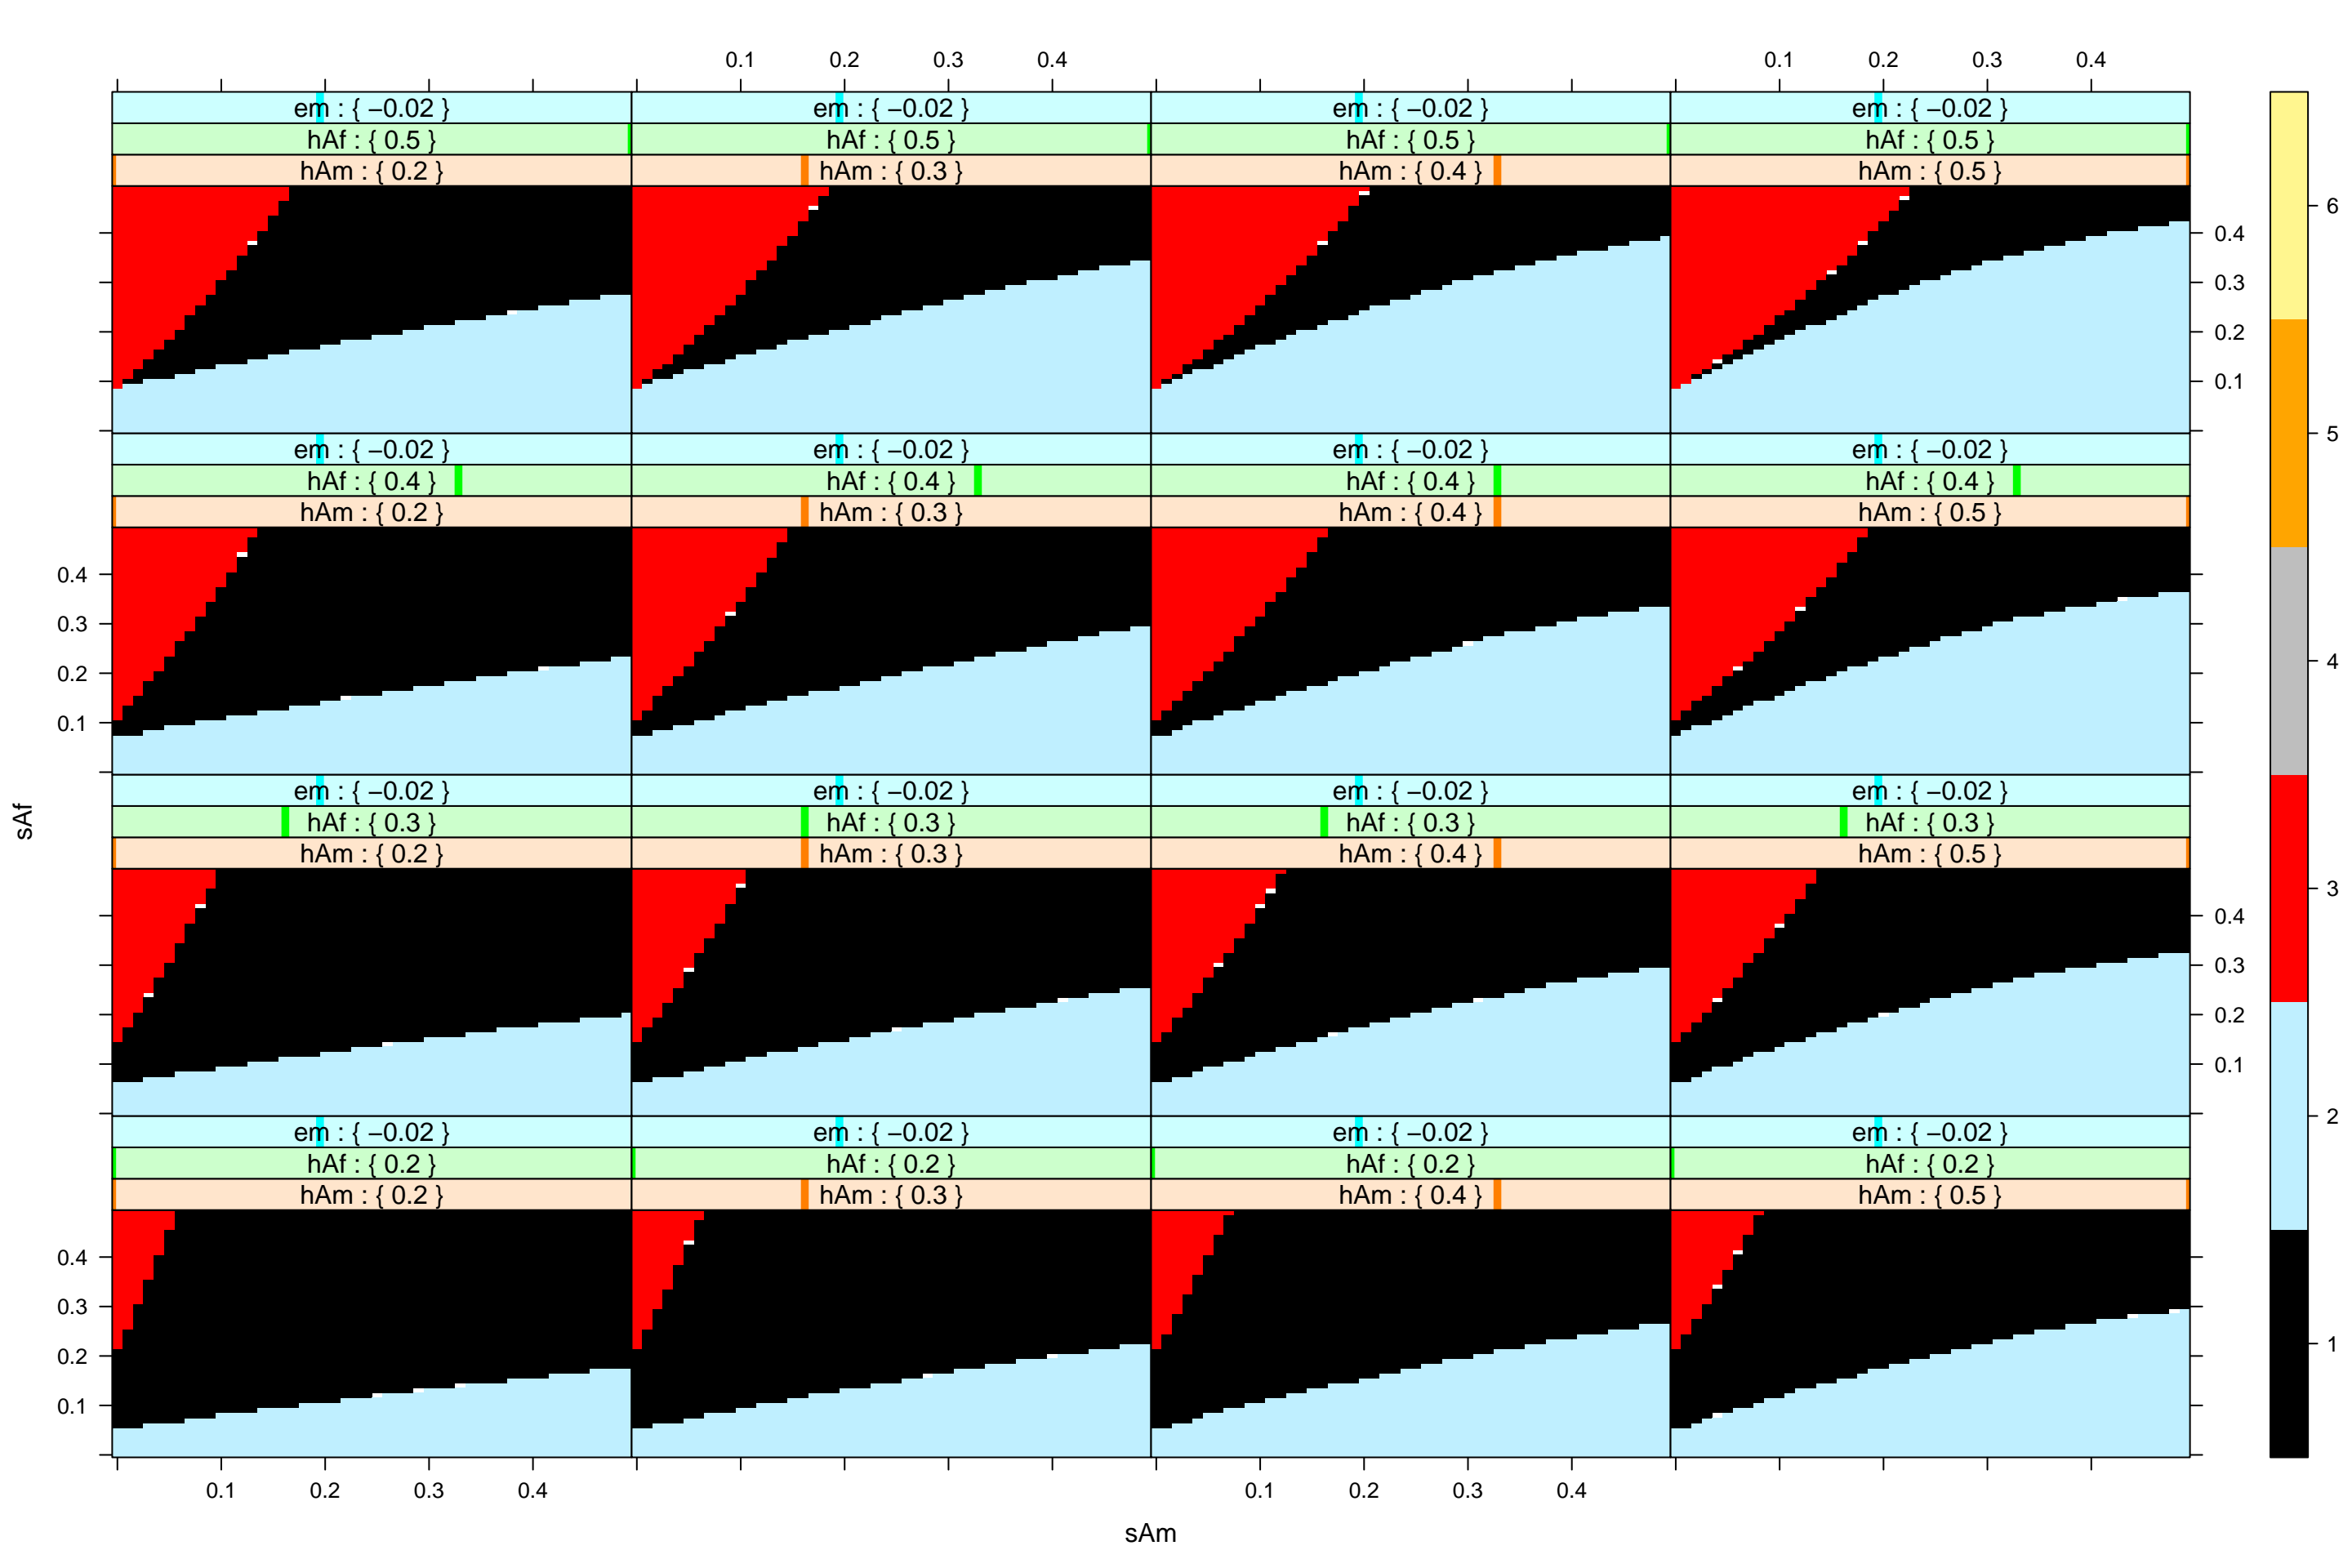 0.1 0.2 0.3 0.4 0.1 0.2 0.3 0.4
em : { −0.02 } em : { −0.02 } em : { −0.02 } em : { −0.02 }
hAf : { 0.5 } hAf : { 0.5 } hAf : { 0.5 } hAf : { 0.5 }
hAm : { 0.2 } hAm : { 0.3 } hAm : { 0.4 } hAm : { 0.5 }
6
0.4
0.3
0.2
0.1
em : { −0.02 } em : { −0.02 } em : { −0.02 } em : { −0.02 }
5
hAf : { 0.4 } hAf : { 0.4 } hAf : { 0.4 } hAf : { 0.4 }
hAm : { 0.2 } hAm : { 0.3 } hAm : { 0.4 } hAm : { 0.5 }
0.4
0.3
0.2
0.1
4
em : { −0.02 } em : { −0.02 } em : { −0.02 } em : { −0.02 }
sAf
hAf : { 0.3 } hAf : { 0.3 } hAf : { 0.3 } hAf : { 0.3 }
hAm : { 0.2 } hAm : { 0.3 } hAm : { 0.4 } hAm : { 0.5 }
3
0.4
0.3
0.2
0.1
2
em : { −0.02 } em : { −0.02 } em : { −0.02 } em : { −0.02 }
hAf : { 0.2 } hAf : { 0.2 } hAf : { 0.2 } hAf : { 0.2 }
hAm : { 0.2 } hAm : { 0.3 } hAm : { 0.4 } hAm : { 0.5 }
0.4
0.3
0.2
0.1
1
0.1 0.2 0.3 0.4 0.1 0.2 0.3 0.4
sAm